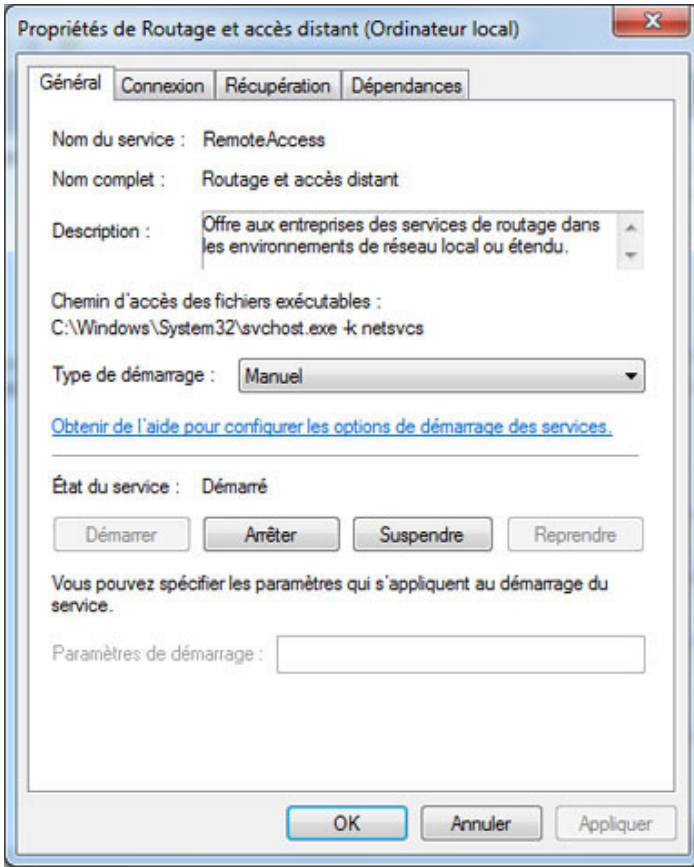 Propriétés de Routage et accès distant (Ordinateur local)
Général Connexion Récupération Dépendances
Nom du service : RemoteAccess
Nom complet : Routage et accès distant
Description : Offre aux entreprises des services de routage dans
les environnements de réseau local ou étendu.
Chemin d'accès des fichiers exécutables :
C:\Windows\System32\svchost.exe -k netsvcs
Type de démarrage : Manuel
Obtenir de l'aide pour configurer les options de démarrage des services.
État du service : Démarré
Démarrer Arrêter Suspendre Reprendre
Vous pouvez spécifier les paramètres qui s'appliquent au démarrage du
service.
Paramètres de démarrage :
OK Annuler Appliquer